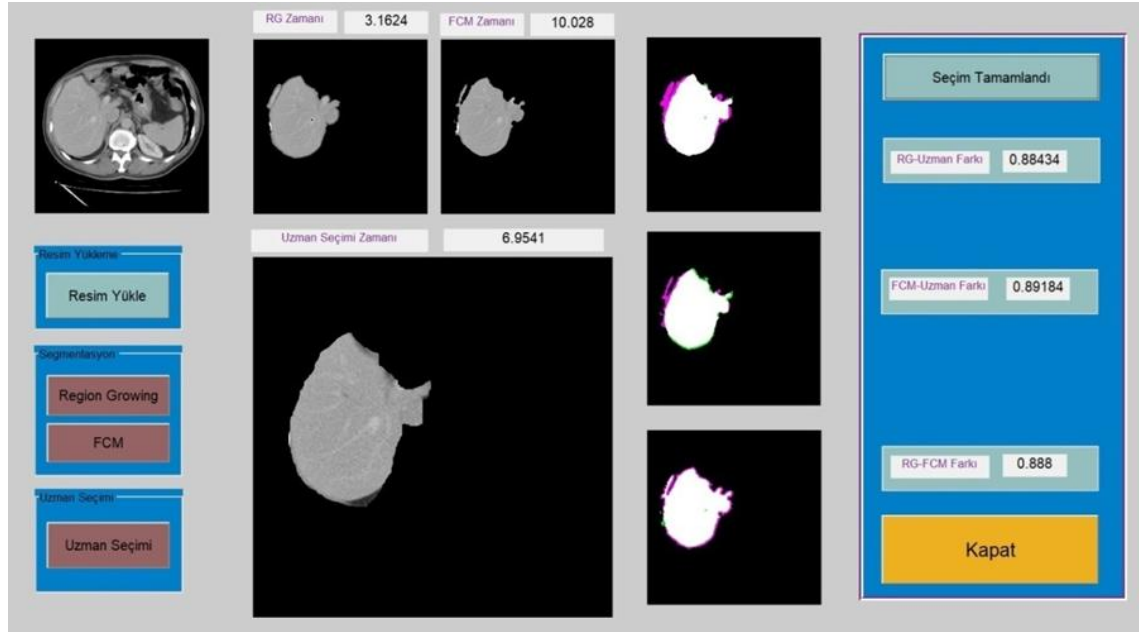 RG Zamanı 3.1624 FCM Zamanı 10.028
Seçim Tamamlandı
RG-Uzman Farkı 0.88434
Uzman Seçimi Zamanı 6.9541
Resim Yükleme
Resim Yükle
FCM-Uzman Farkı 0.89184
Segmentasyon
Region Growing
FCM
RG-FCM Farkı 0.888
Uzman Seçimi
Uzman Seçimi
Kapat